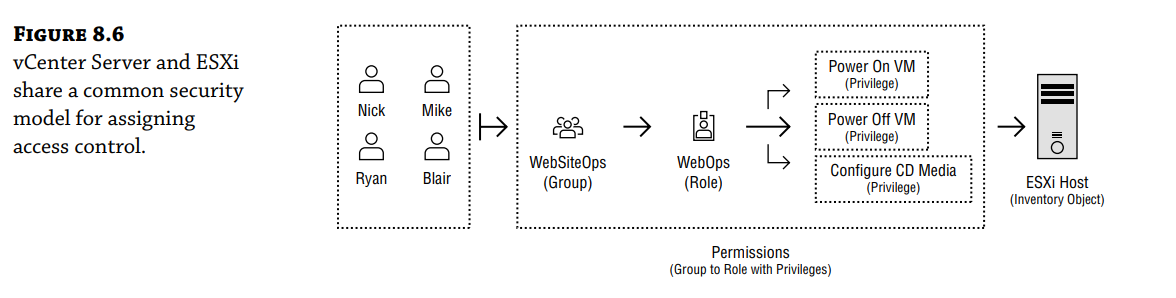 FIGURE 8.6
vCenter Server and ESXi
share a common security
model for assigning
access control.
Nick
Mike
Ryan
Blair
WebSiteOps
(Group)
WebOps
(Role)
Power On VM
(Privilege)
Power Off VM
(Privilege)
Configure CD Media
(Privilege)
ESXi Host
(Inventory Object)
Permissions
(Group to Role with Privileges)